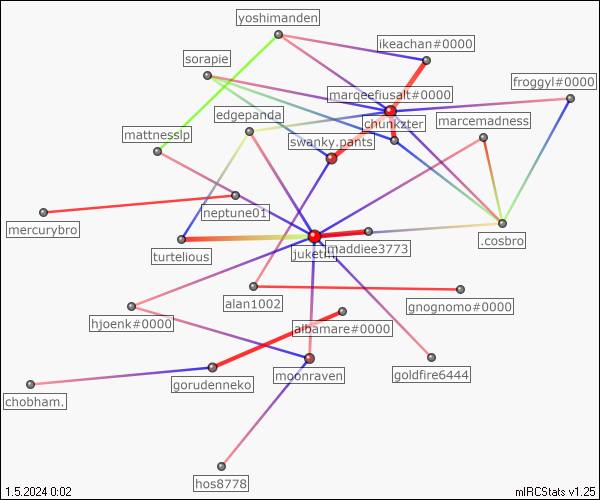 yoshimanden
ikeachan#0000
sorapie
froggyl#0000
marqeefiusalt#0000
edgepanda
marcemadness
chunkzter
mattnesslp
swanky.pants
neptune01
mercurybro
.cosbro
maddiee3773
turtelious
alan1002
gnognomo#0000
hjoenk#0000
albamare#0000
goldfire6444
moonraven
gorudenneko
chobham.
hos8778
1.5.2024 0:02
mIRCStats v1.25